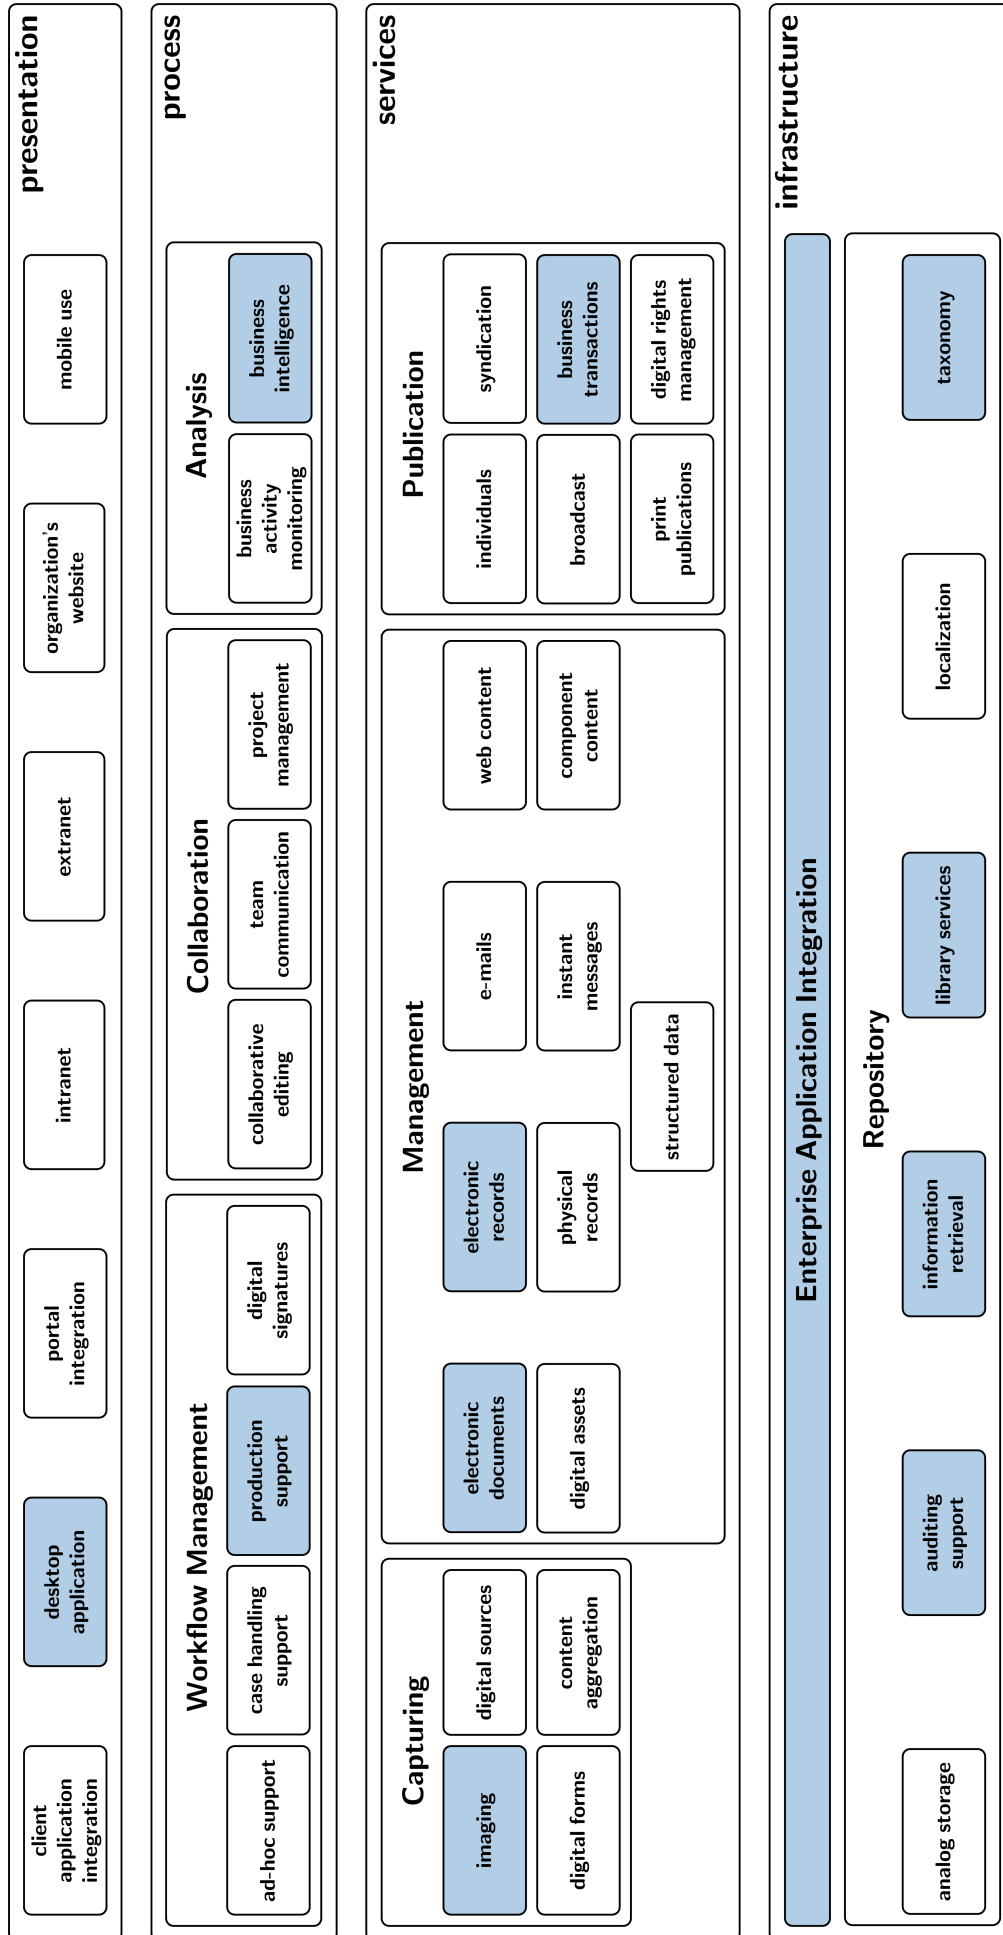 presentation
client
application
integration
desktop
application
portal
integration
intranet
extranet
organization's
website
mobile use
process
Workflow Management
ad-hoc support
case handling
support
production
support
digital
signatures
Collaboration
collaborative
editing
team
communication
project
management
Analysis
business
activity
monitoring
business
intelligence
services
Capturing
imaging
digital sources
digital forms
content
aggregation
Management
electronic
documents
electronic
records
e-mails
web content
digital assets
physical
records
instant
messages
component
content
structured data
Publication
individuals
syndication
broadcast
business
transactions
print
publications
digital rights
management
infrastructure
Enterprise Application Integration
Repository
analog storage
auditing
support
information
retrieval
library services
localization
taxonomy